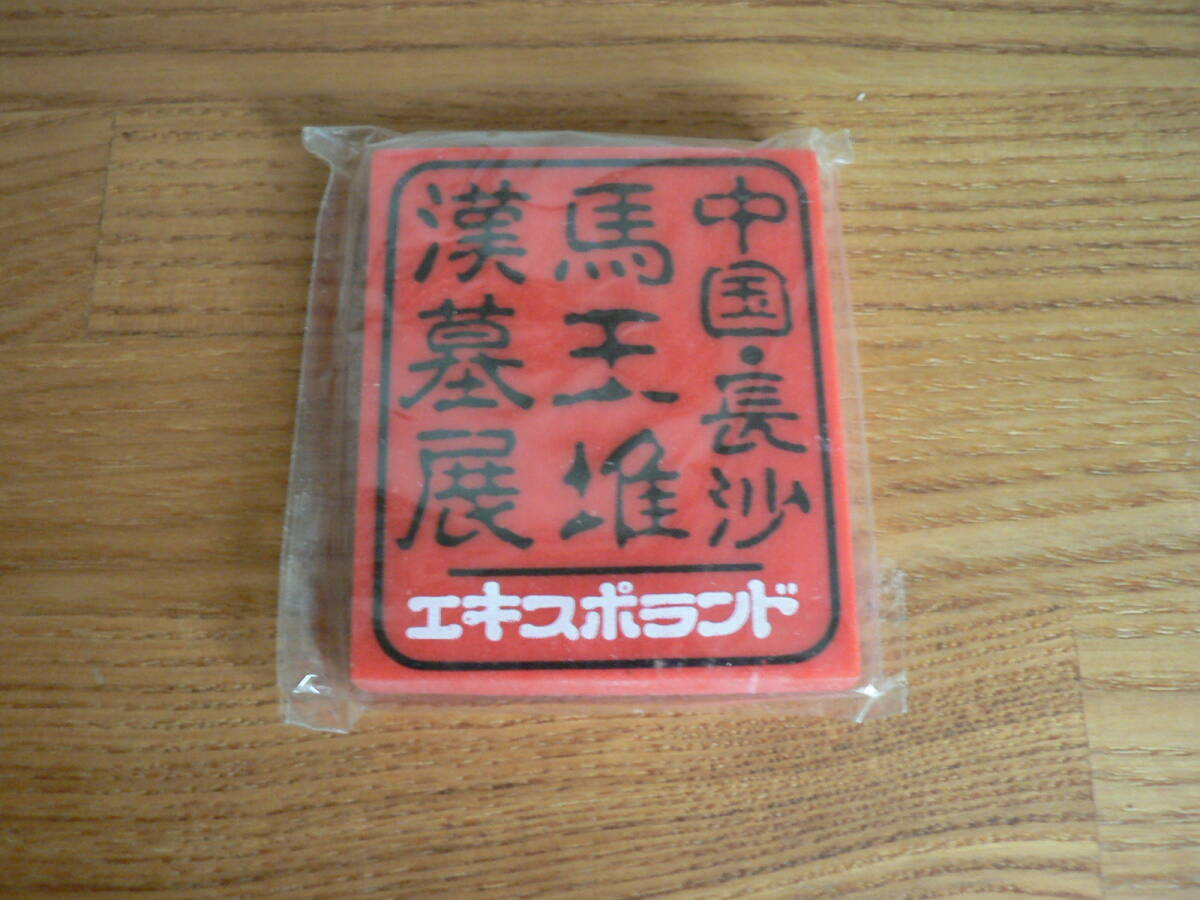 中国・長沙
馬王堆
漢墓展
エキスポランド